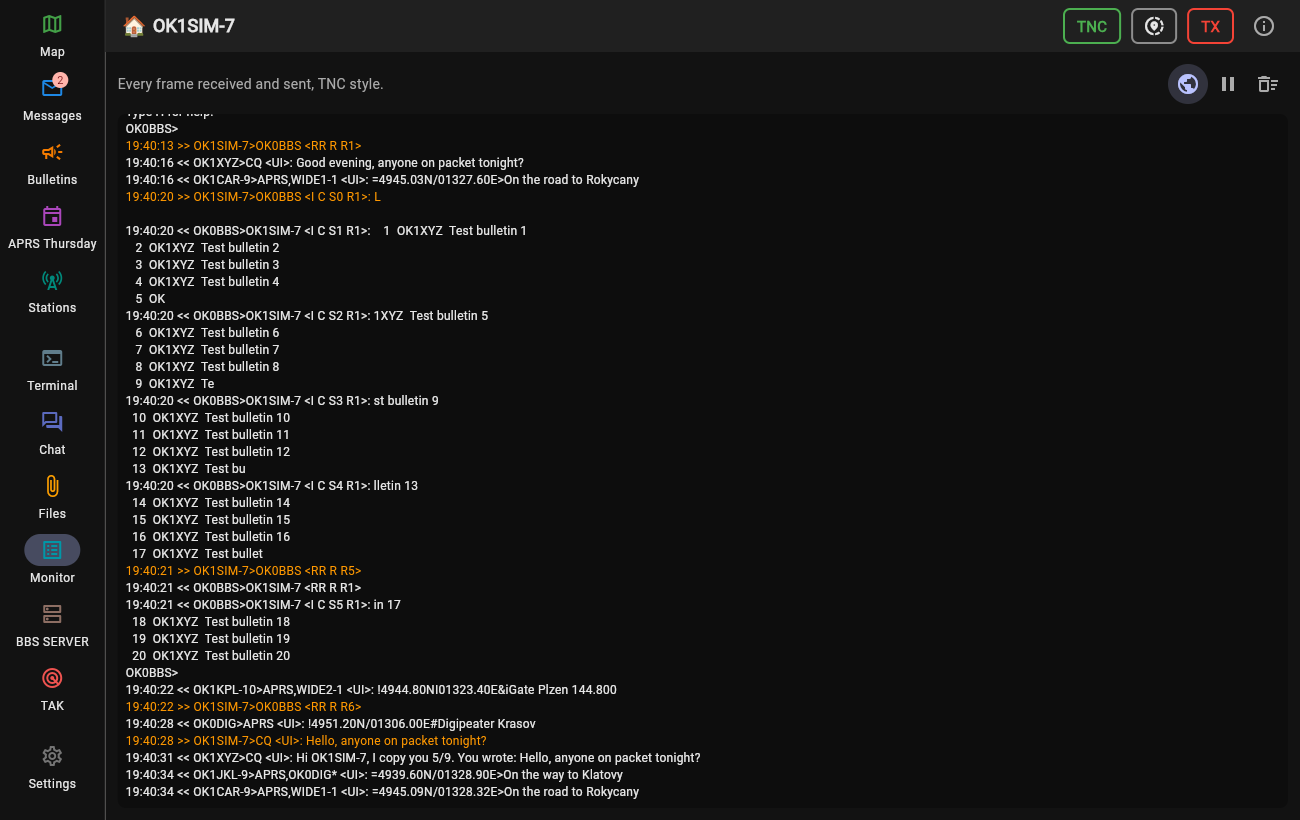 OK1SIM-7
TNC
TX
Map
2
Messages
Bulletins
APRS Thursday
Stations
Terminal
Chat
Files
Monitor
BBS SERVER
TAK
Settings
Every frame received and sent, TNC style.
OK0BBS>
19:40:13 >> OK1SIM-7>OK0BBS <RR R R1>
19:40:16 << OK1XYZ>CQ <UI>: Good evening, anyone on packet tonight?
19:40:16 << OK1CAR-9>APRS,WIDE1-1 <UI>: =4945.03N/01327.60E>On the road to Rokycany
19:40:20 >> OK1SIM-7>OK0BBS <I C S0 R1>: L
19:40:20 << OK0BBS>OK1SIM-7 <I C S1 R1>:    1  OK1XYZ  Test bulletin 1
2  OK1XYZ  Test bulletin 2
3  OK1XYZ  Test bulletin 3
4  OK1XYZ  Test bulletin 4
5  OK
19:40:20 << OK0BBS>OK1SIM-7 <I C S2 R1>: 1XYZ  Test bulletin 5
6  OK1XYZ  Test bulletin 6
7  OK1XYZ  Test bulletin 7
8  OK1XYZ  Test bulletin 8
9  OK1XYZ  Te
19:40:20 << OK0BBS>OK1SIM-7 <I C S3 R1>: st bulletin 9
10  OK1XYZ  Test bulletin 10
11  OK1XYZ  Test bulletin 11
12  OK1XYZ  Test bulletin 12
13  OK1XYZ  Test bu
19:40:20 << OK0BBS>OK1SIM-7 <I C S4 R1>: lletin 13
14  OK1XYZ  Test bulletin 14
15  OK1XYZ  Test bulletin 15
16  OK1XYZ  Test bulletin 16
17  OK1XYZ  Test bullet
19:40:21 >> OK1SIM-7>OK0BBS <RR R R5>
19:40:21 << OK0BBS>OK1SIM-7 <RR R R1>
19:40:21 << OK0BBS>OK1SIM-7 <I C S5 R1>: in 17
18  OK1XYZ  Test bulletin 18
19  OK1XYZ  Test bulletin 19
20  OK1XYZ  Test bulletin 20
OK0BBS>
19:40:22 << OK1KPL-10>APRS,WIDE2-1 <UI>: !4944.80NI01323.40E&iGate Plzen 144.800
19:40:22 >> OK1SIM-7>OK0BBS <RR R R6>
19:40:28 << OK0DIG>APRS <UI>: !4951.20N/01306.00E#Digipeater Krasov
19:40:28 >> OK1SIM-7>CQ <UI>: Hello, anyone on packet tonight?
19:40:31 << OK1XYZ>CQ <UI>: Hi OK1SIM-7, I copy you 5/9. You wrote: Hello, anyone on packet tonight?
19:40:34 << OK1JKL-9>APRS,OK0DIG* <UI>: =4939.60N/01328.90E>On the way to Klatovy
19:40:34 << OK1CAR-9>APRS,WIDE1-1 <UI>: =4945.09N/01328.32E>On the road to Rokycany